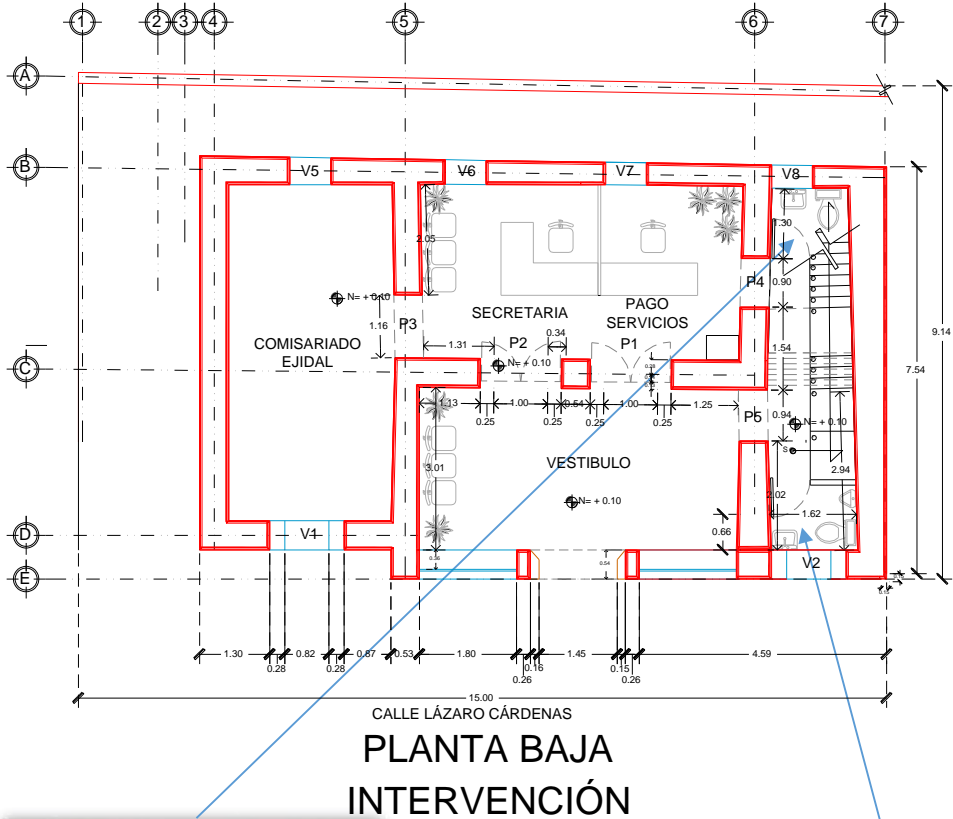 1 2 3 4 5 6 7
A
B
V5 V6 V7 V8
1.30
2.05
N= + 0.10
P4 0.90
SECRETARIA PAGO
SERVICIOS
9.14
7.54
1.16 P3
COMISARIADO
EJIDAL
1.31 P2 0.34 P1
1.54
C
N= + 0.10
1.13 1.00 0.54 1.00 1.25
0.25 0.25 0.25 0.25
P5 0.94
N= + 0.10
S
3.01
VESTIBULO
2.94
N= + 0.10
2.02
1.62
0.66
D
V1
0.54
V2
E
1.30 0.82 0.87 0.53 1.80 0.16 1.45 0.15 4.59
0.28 0.28 0.26 0.26
15.00
CALLE LÁZARO CÁRDENAS
PLANTA BAJA
INTERVENCIÓN